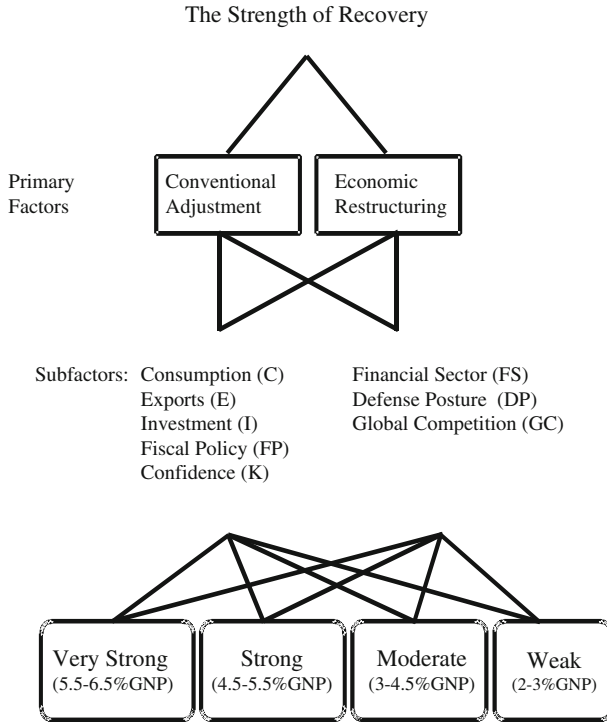 The Strength of Recovery
Primary
Factors
Conventional
Adjustment
Economic
Restructuring
Subfactors:
Consumption (C)
Exports (E)
Investment (I)
Fiscal Policy (FP)
Confidence (K)
Financial Sector (FS)
Defense Posture (DP)
Global Competition (GC)
Very Strong
(5.5-6.5%GNP)
Strong
(4.5-5.5%GNP)
Moderate
(3-4.5%GNP)
Weak
(2-3%GNP)